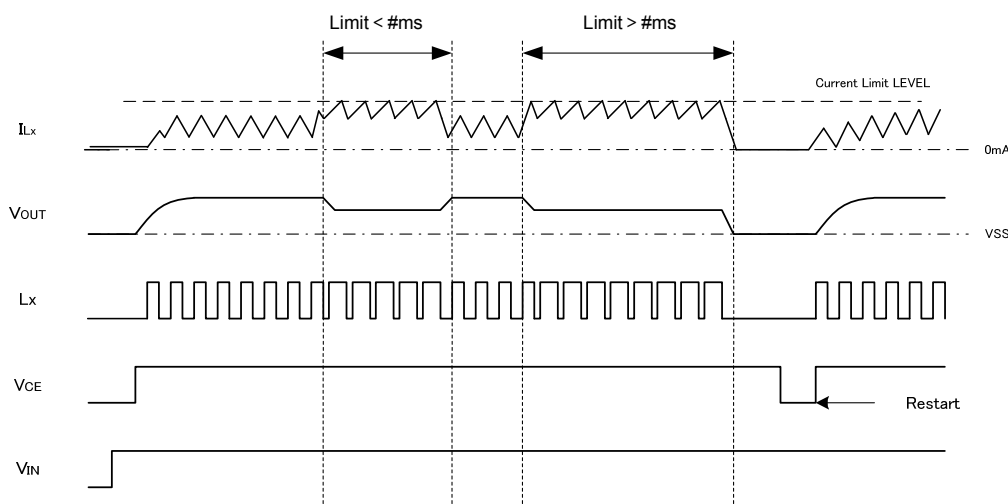 Limit < #ms
Limit > #ms
Current Limit LEVEL
ILx
0mA
VOUT
VSS
Lx
VCE
Restart
VIN